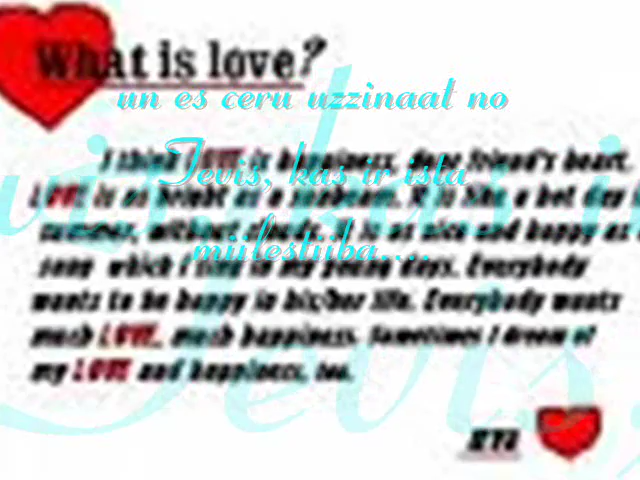 What is love?
un es ceru uzzinaat no
Tevis, kas ir ista
miilestiiba....
I think LOVE is happiness, dear friend's heart.
LOVE is as bright as a sunbeam. It is like a hot day in
summer, without clouds. It is as nice and happy as a
song which I sing in my young days. Everybody
wants to be happy in his/her life. Everybody wants
much LOVE, much happiness. Sometimes I dream of
my LOVE and happiness, too.